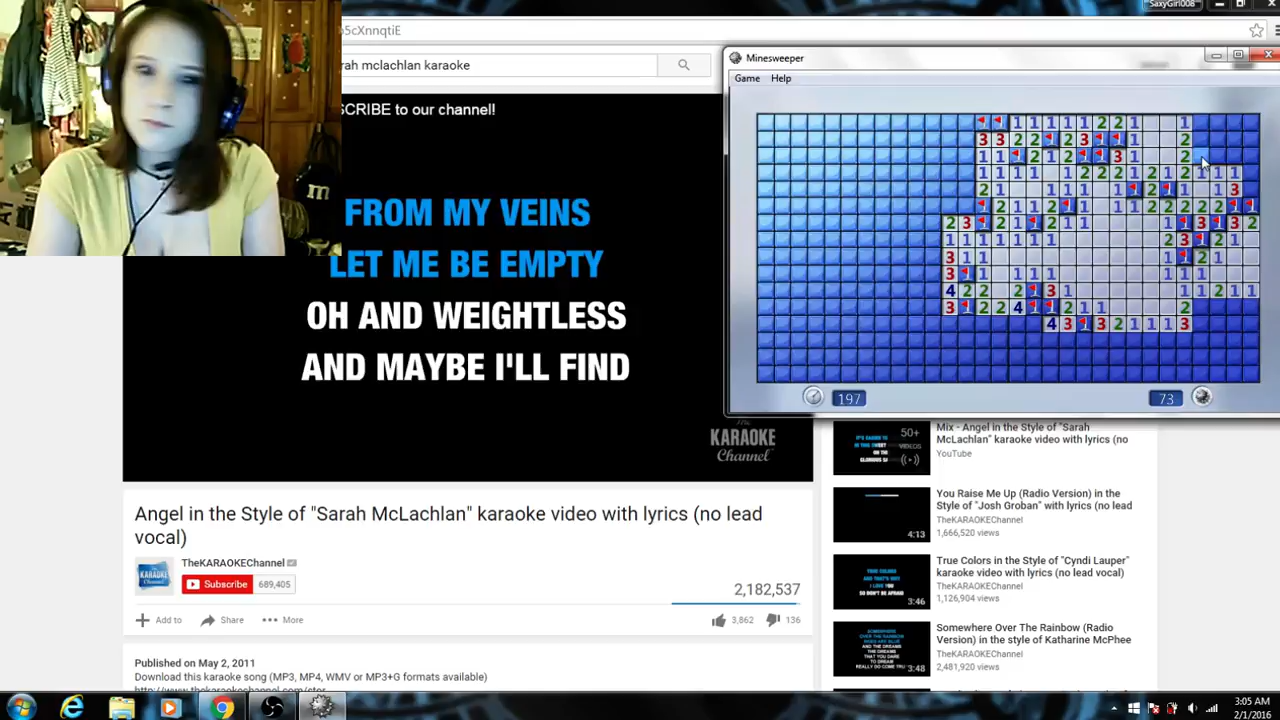 SaxyGirl008
o5cXnnqtiE
rah mclachlan karaoke
SCRIBE to our channel!
FROM MY VEINS
LET ME BE EMPTY
OH AND WEIGHTLESS
AND MAYBE I'LL FIND
The
KARAOKE
Channel
Minesweeper
Game Help
197
73
Angel in the Style of "Sarah McLachlan" karaoke video with lyrics (no lead
vocal)
TheKARAOKEChannel
Subscribe 689,405
2,182,537
Add to Share More
3,862 136
Published on May 2, 2011
Download this karaoke song (MP3, MP4, WMV or MP3+G formats available)
50+
VIDEOS
Mix - Angel in the Style of "Sarah
McLachlan" karaoke video with lyrics (no
YouTube
4:13
You Raise Me Up (Radio Version) in the
Style of "Josh Groban" with lyrics (no lead
TheKARAOKEChannel
1,666,520 views
3:46
True Colors in the Style of "Cyndi Lauper"
karaoke video with lyrics (no lead vocal)
TheKARAOKEChannel
1,126,904 views
3:48
Somewhere Over The Rainbow (Radio
Version) in the style of Katharine McPhee
TheKARAOKEChannel
2,481,920 views
3:05 AM
2/1/2016